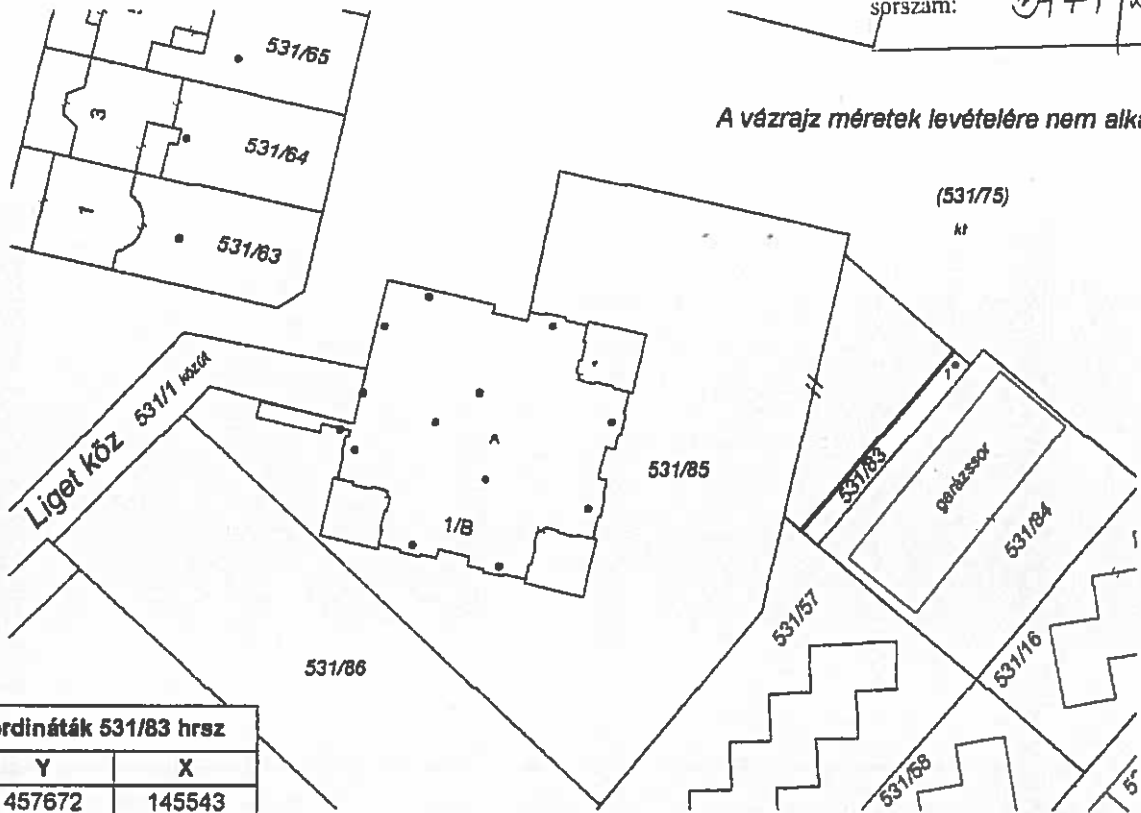 sorszám:
531/65
A vázrajz méretek levételére nem alka
3
531/64
(531/75)
kt
1
531/63
Liget köz 531/1 közút
A
531/85
531/83
garázssor
531/84
1/B
531/57
531/86
531/16
ordináták 531/83 hrsz
Y X
457672 145543
531/58